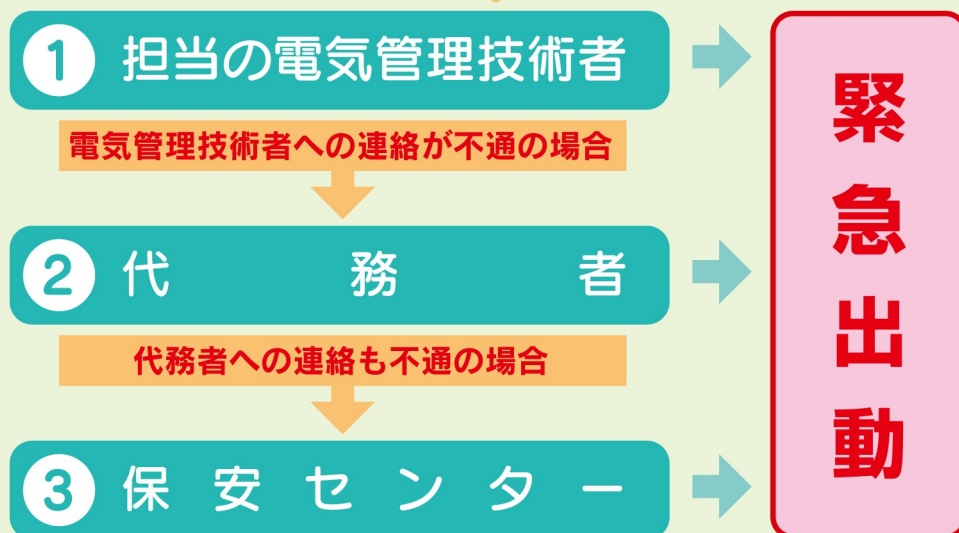 1 担当の電気管理技術者
電気管理技術者への連絡が不通の場合
2 代務者
代務者への連絡も不通の場合
3 保安センター
緊急出動